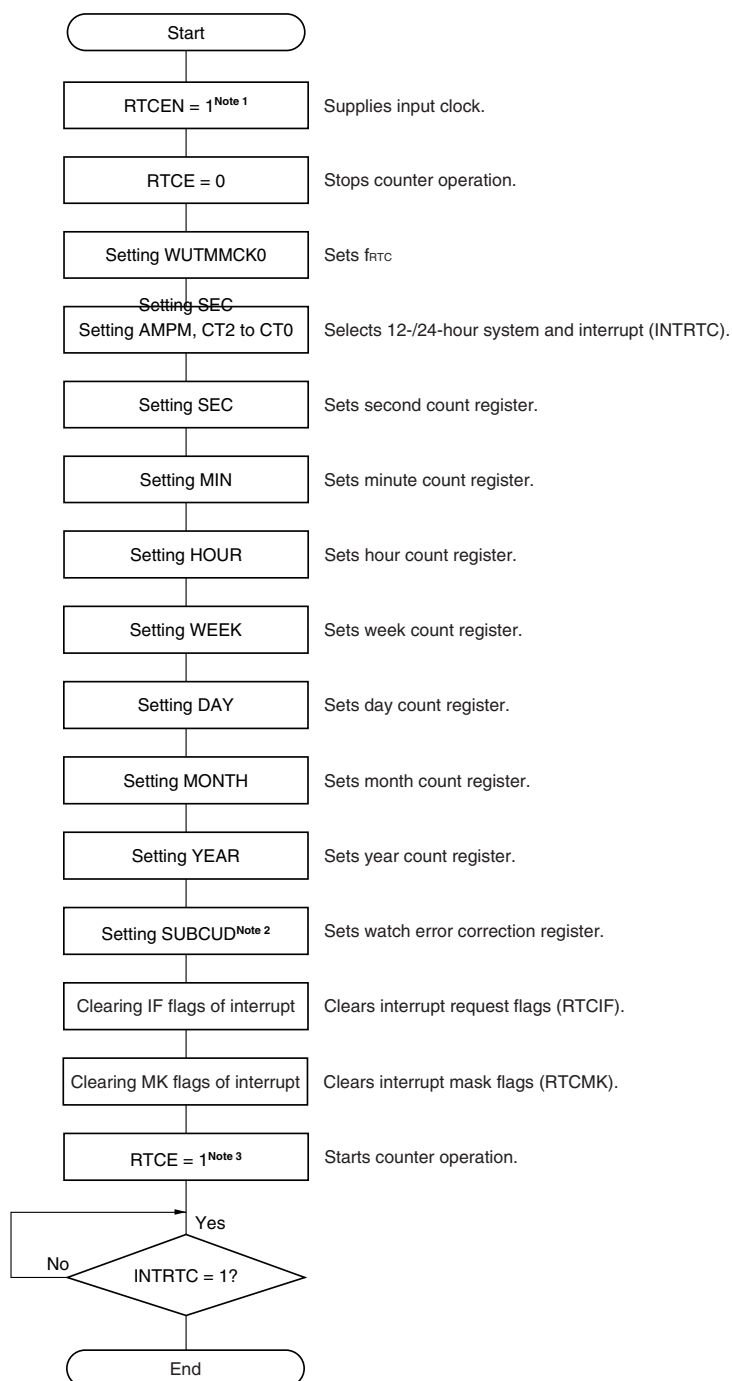 Start
RTCEN = 1Note 1 Supplies input clock.
RTCE = 0 Stops counter operation.
Setting WUTMMCK0 Sets fRTC
Setting SEC
Setting AMPM, CT2 to CT0 Selects 12-/24-hour system and interrupt (INTRTC).
Setting SEC Sets second count register.
Setting MIN Sets minute count register.
Setting HOUR Sets hour count register.
Setting WEEK Sets week count register.
Setting DAY Sets day count register.
Setting MONTH Sets month count register.
Setting YEAR Sets year count register.
Setting SUBCUDNote 2 Sets watch error correction register.
Clearing IF flags of interrupt Clears interrupt request flags (RTCIF).
Clearing MK flags of interrupt Clears interrupt mask flags (RTCMK).
RTCE = 1Note 3 Starts counter operation.
Yes
No
INTRTC = 1?
End